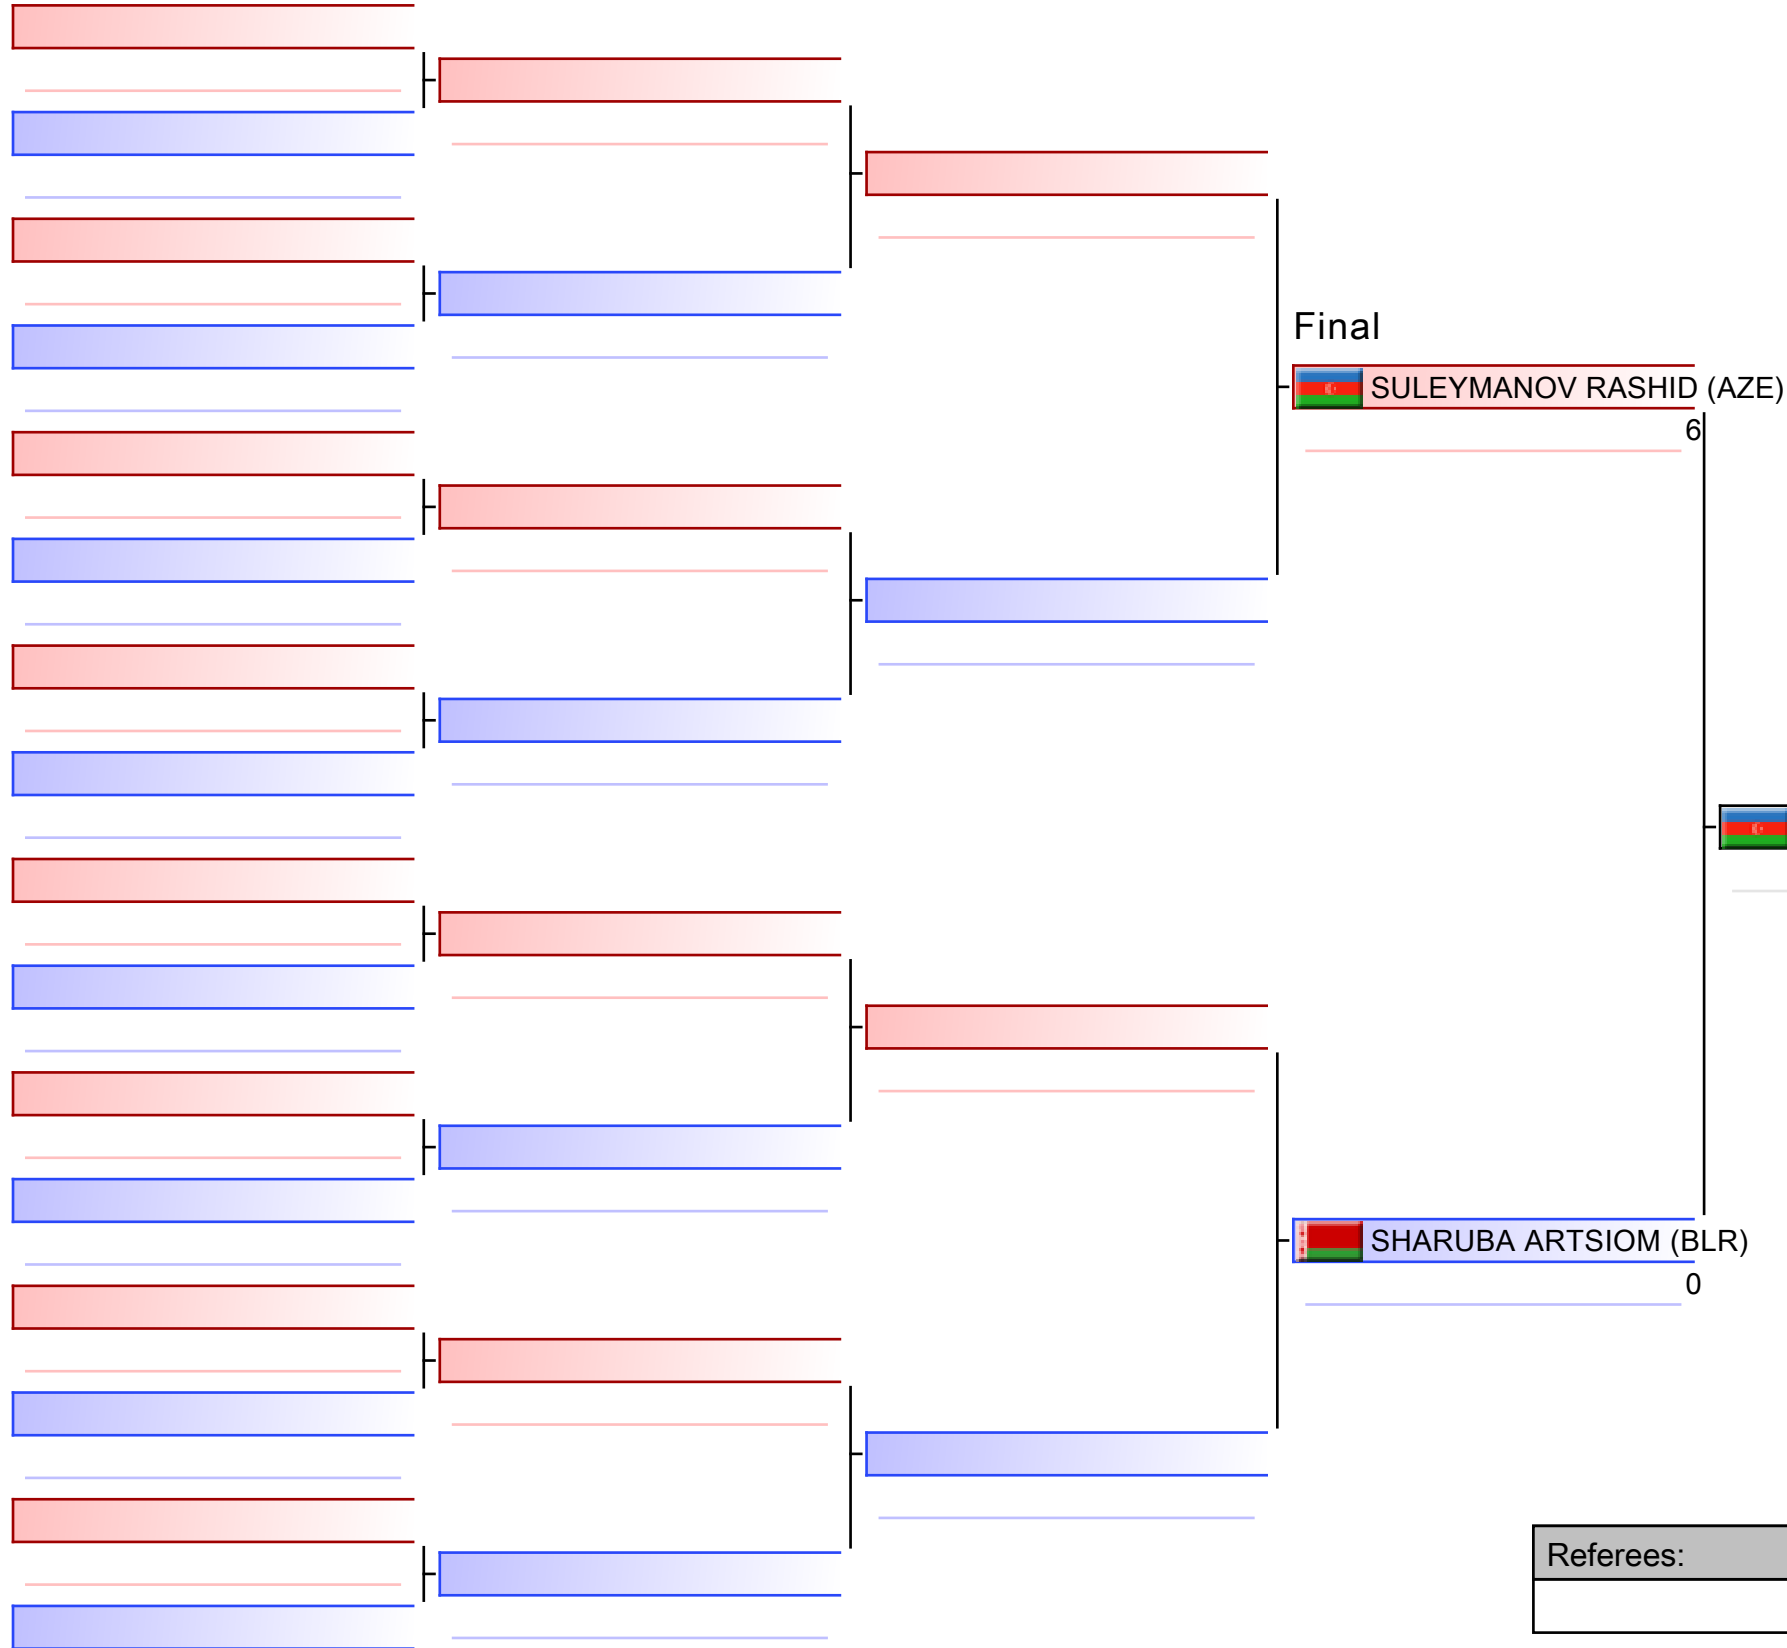 Final
SULEYMANOV RASHID (AZE)
6
SHARUBA ARTSIOM (BLR)
0
Referees: